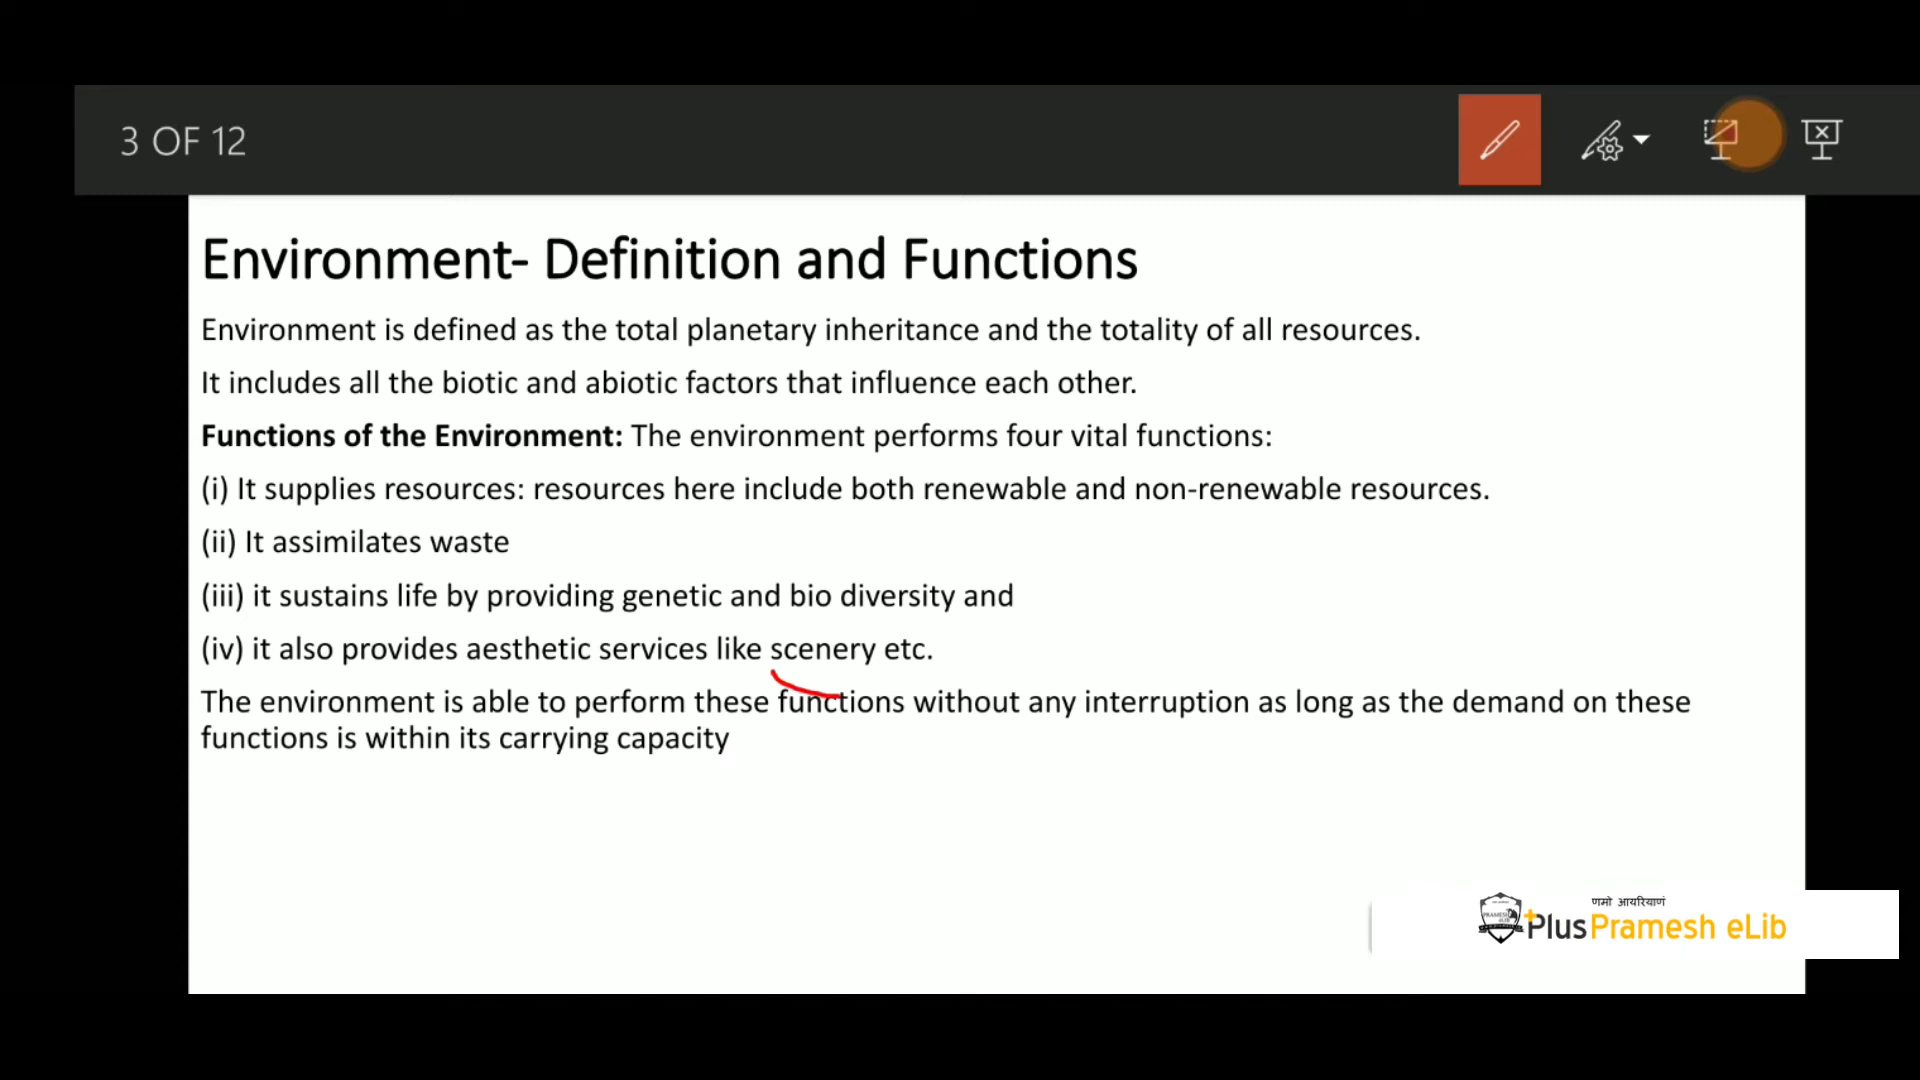 3 OF 12
Environment- Definition and Functions
Environment is defined as the total planetary inheritance and the totality of all resources.
It includes all the biotic and abiotic factors that influence each other.
Functions of the Environment: The environment performs four vital functions:
(i) It supplies resources: resources here include both renewable and non-renewable resources.
(ii) It assimilates waste
(iii) it sustains life by providing genetic and bio diversity and
(iv) it also provides aesthetic services like scenery etc.
The environment is able to perform these functions without any interruption as long as the demand on these
functions is within its carrying capacity
णमो आयरियाणं
PlusPramesh eLib